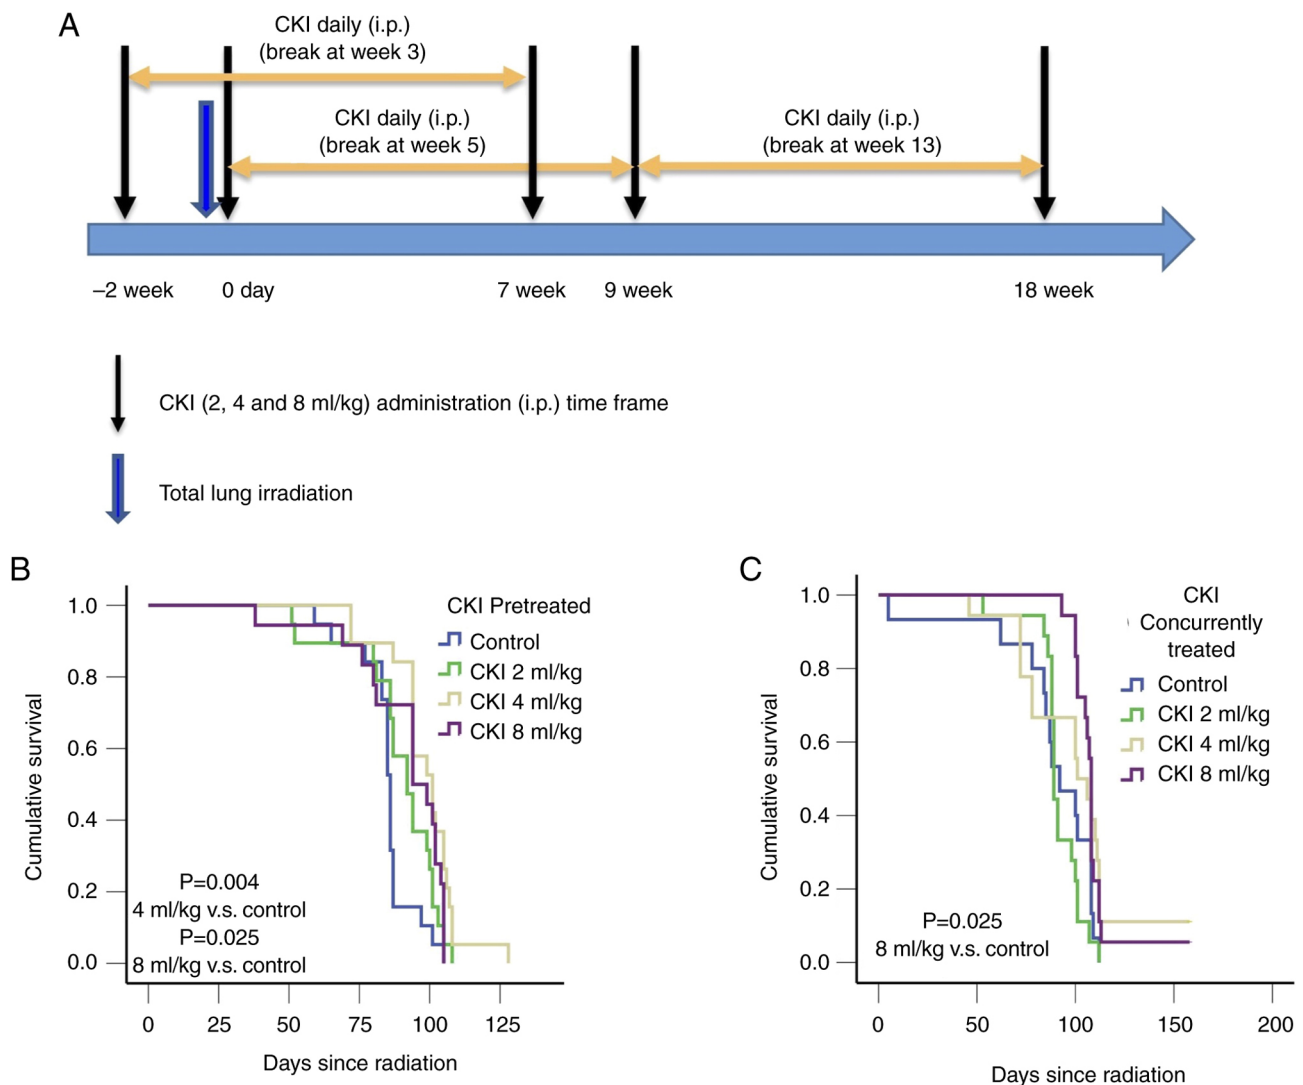 A
CKI daily (i.p.)
(break at week 3)
CKI daily (i.p.)
(break at week 5)
CKI daily (i.p.)
(break at week 13)
–2 week
0 day
7 week
9 week
18 week
CKI (2, 4 and 8 ml/kg) administration (i.p.) time frame
Total lung irradiation
B
Cumulative survival
1.0
0.8
0.6
0.4
0.2
0.0
CKI Pretreated
Control
CKI 2 ml/kg
CKI 4 ml/kg
CKI 8 ml/kg
P=0.004
4 ml/kg v.s. control
P=0.025
8 ml/kg v.s. control
0 25 50 75 100 125
Days since radiation
C
Cumulative survival
1.0
0.8
0.6
0.4
0.2
0.0
CKI
Concurrently
treated
Control
CKI 2 ml/kg
CKI 4 ml/kg
CKI 8 ml/kg
P=0.025
8 ml/kg v.s. control
0 50 100 150 200
Days since radiation